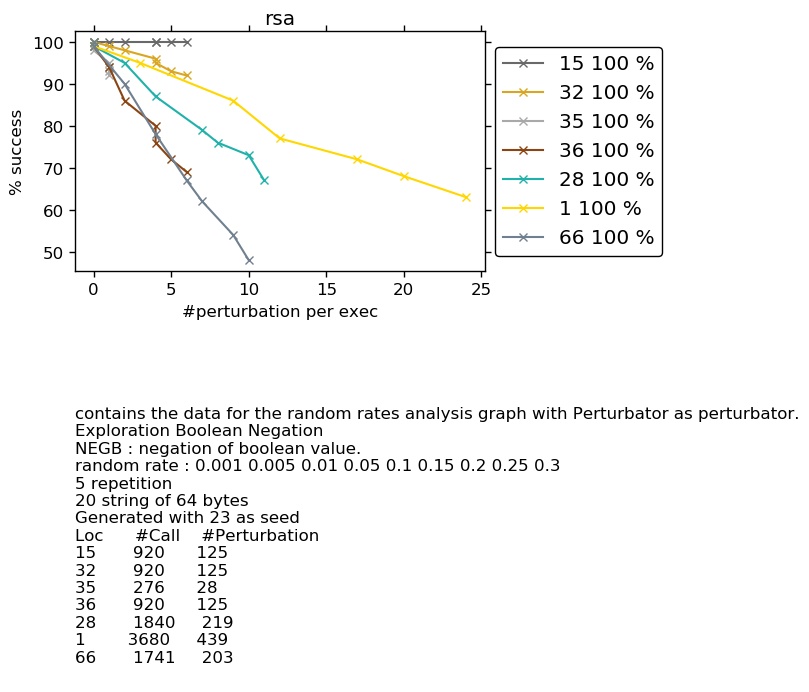 rsa
100
90
80
70
60
50
% success
0 5 10 15 20 25
#perturbation per exec
15 100 %
32 100 %
35 100 %
36 100 %
28 100 %
1 100 %
66 100 %
contains the data for the random rates analysis graph with Perturbator as perturbator.
Exploration Boolean Negation
NEGB : negation of boolean value.
random rate : 0.001 0.005 0.01 0.05 0.1 0.15 0.2 0.25 0.3
5 repetition
20 string of 64 bytes
Generated with 23 as seed
Loc #Call #Perturbation
15 920 125
32 920 125
35 276 28
36 920 125
28 1840 219
1 3680 439
66 1741 203